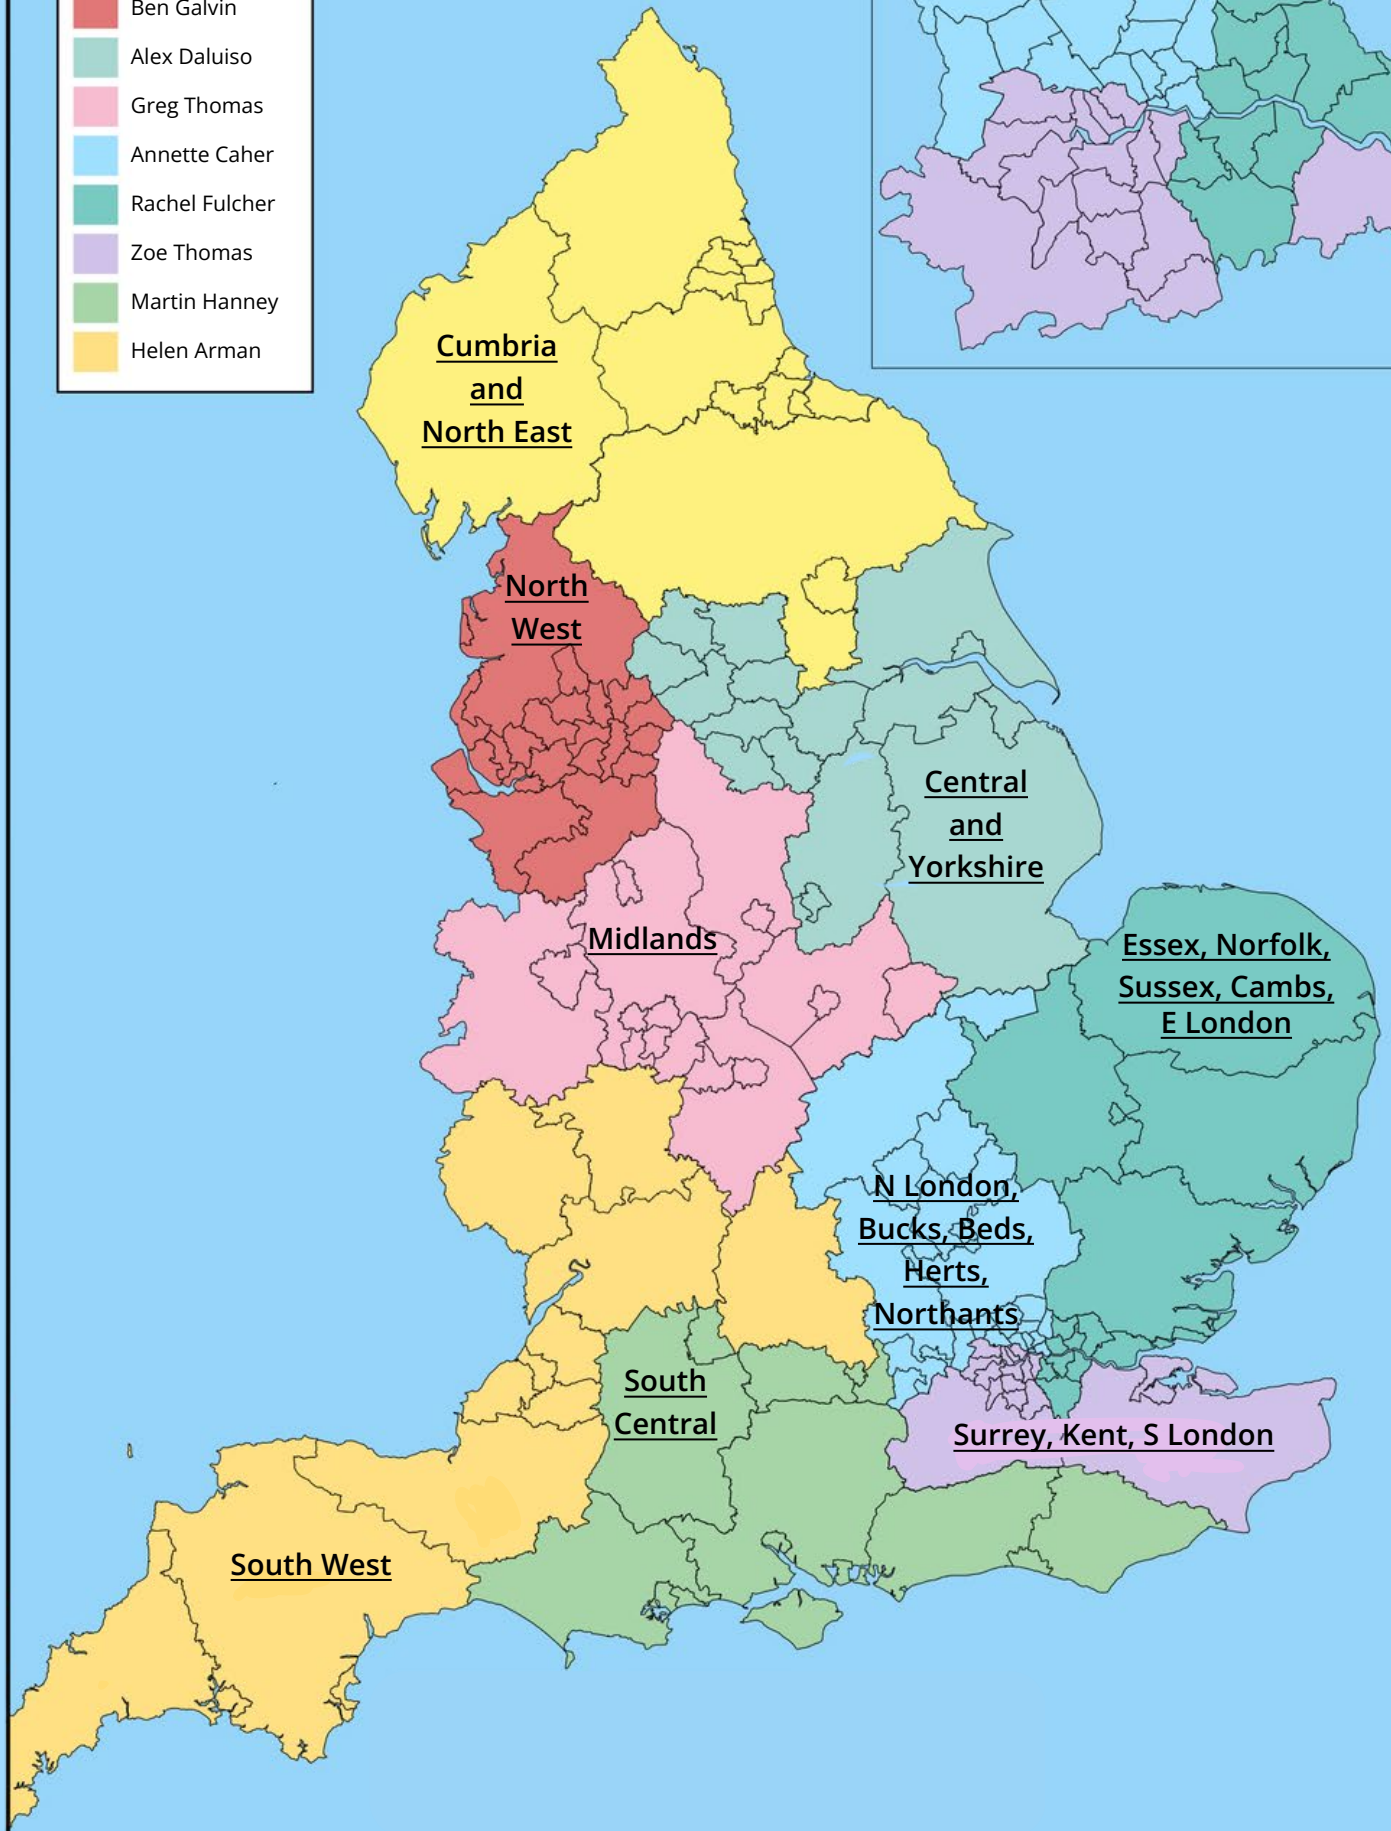 Ben Galvin
Alex Daluiso
Greg Thomas
Annette Caher
Rachel Fulcher
Zoe Thomas
Martin Hanney
Helen Arman
Cumbria
and
North East
North
West
Central
and
Yorkshire
Midlands
Essex, Norfolk,
Sussex, Cambs,
E London
N London,
Bucks, Beds,
Herts,
Northants
South
Central
Surrey, Kent, S London
South West